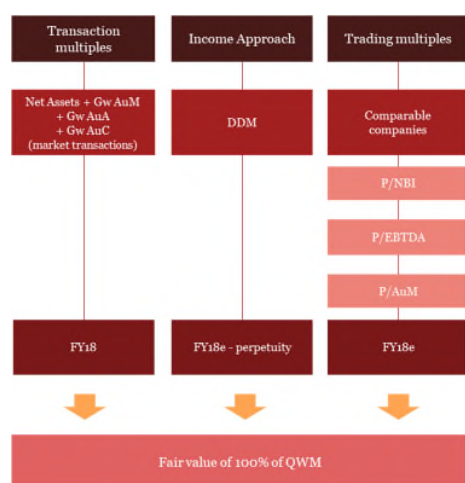 Transaction
multiples
Net Assets + Gw AuM
+ Gw AuA
+ Gw AuC
(market transactions)
FY18
Income Approach
DDM
FY18e - perpetuity
Trading multiples
Comparable
companies
P/NBI
P/EBTDA
P/AuM
FY18e
Fair value of 100% of QWM